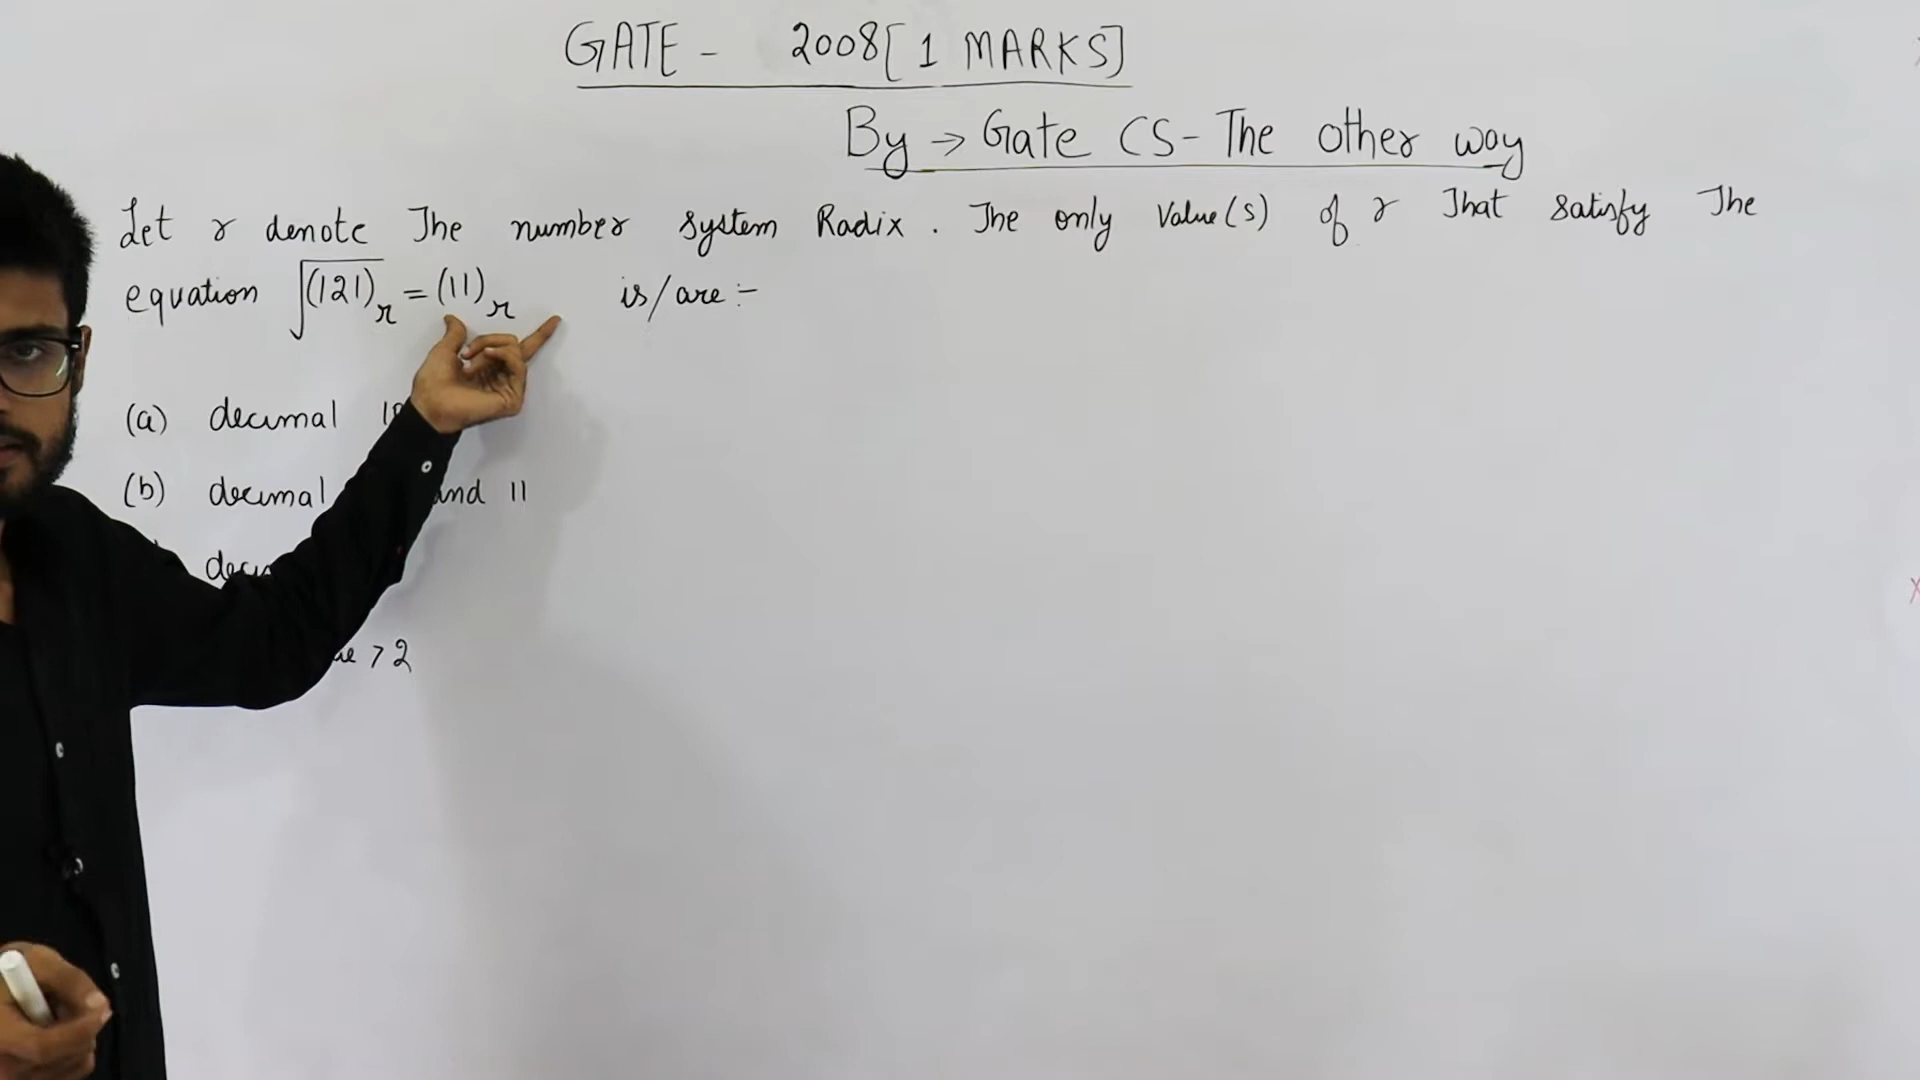 GATE - 2008 [1 MARKS]
By → Gate CS - The other way
Let r denote The number system Radix. The only Value(s) of r That satisfy The
equation √(121)r = (11)r is/are :-
(a) decimal
(b) decimal and 11
> 2